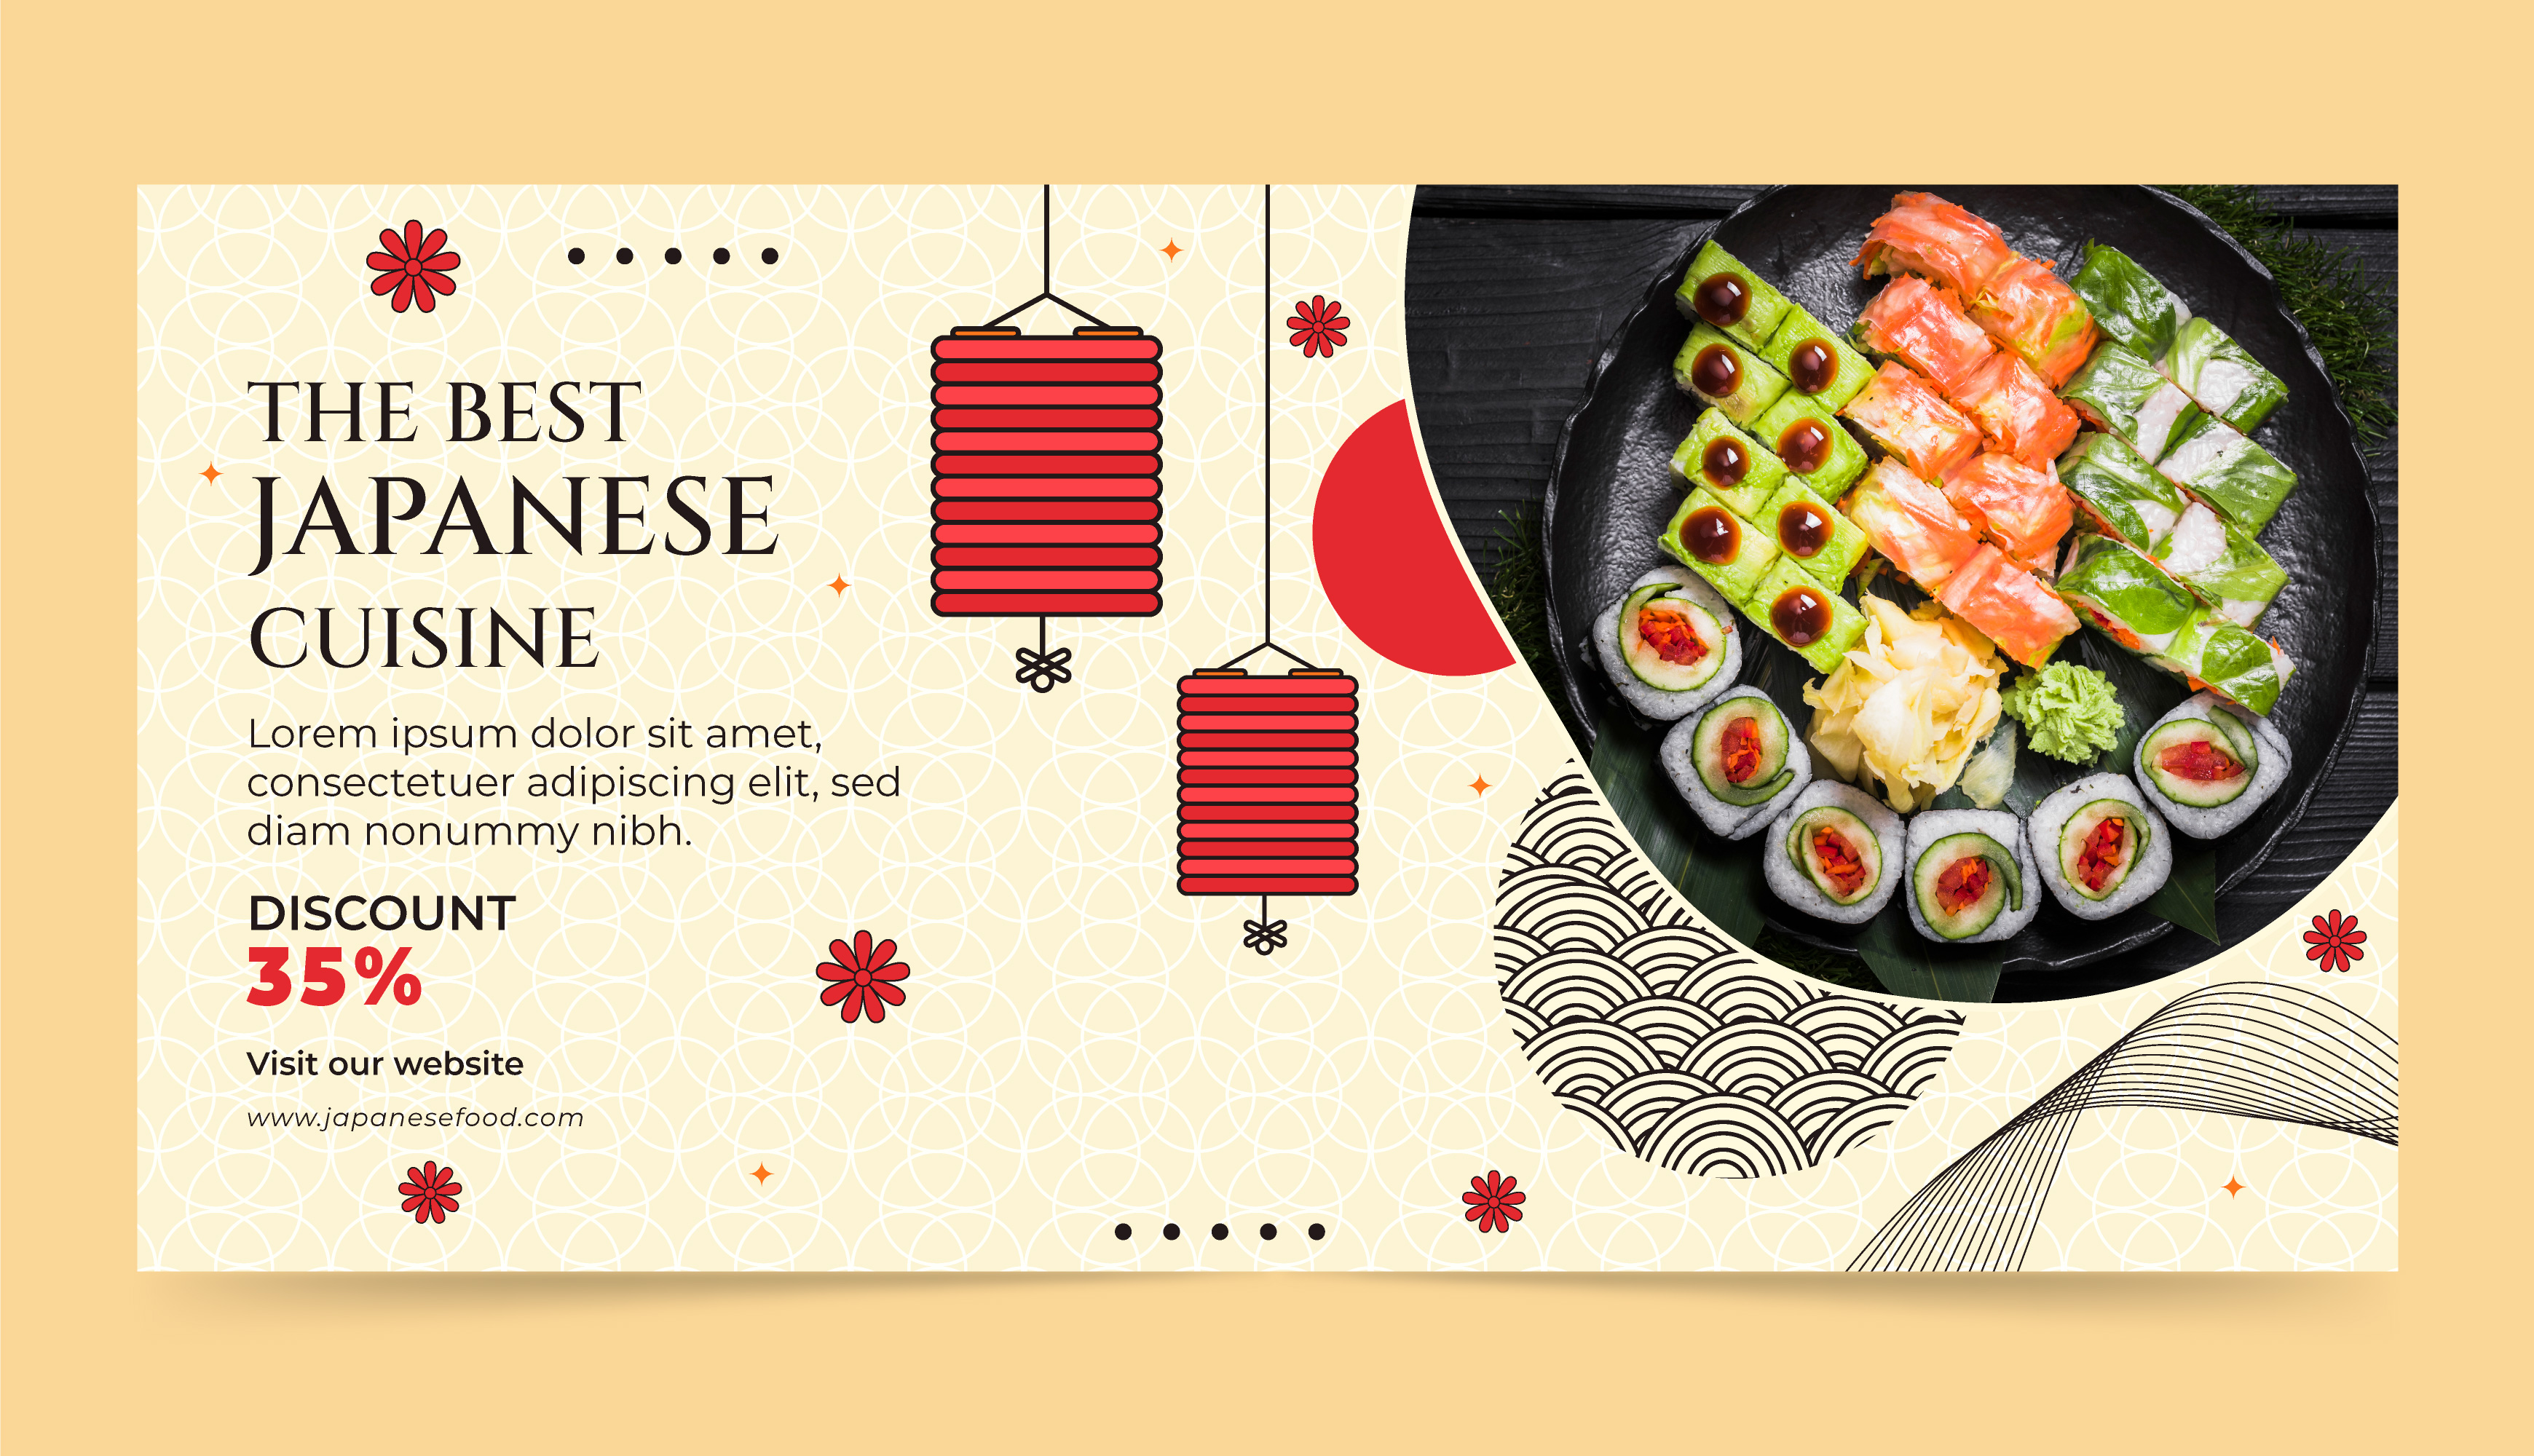 THE BEST
JAPANESE
CUISINE
Lorem ipsum dolor sit amet,
consectetuer adipiscing elit, sed
diam nonummy nibh.
DISCOUNT
35%
Visit our website
www.japanesefood.com